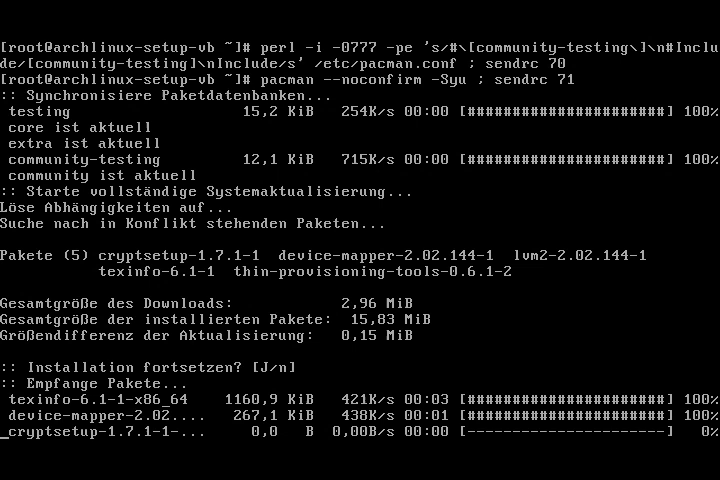 [root@archlinux-setup-vb ~]# perl -i -0777 -pe 's/#\[community-testing\]\n#Inclu
de/[community-testing]\nInclude/s' /etc/pacman.conf ; sendrc 70
[root@archlinux-setup-vb ~]# pacman --noconfirm -Syu ; sendrc 71
:: Synchronisiere Paketdatenbanken...
testing 15,2 KiB 254K/s 00:00 [######################] 100%
core ist aktuell
extra ist aktuell
community-testing 12,1 KiB 715K/s 00:00 [######################] 100%
community ist aktuell
:: Starte vollständige Systemaktualisierung...
Löse Abhängigkeiten auf...
Suche nach in Konflikt stehenden Paketen...
Pakete (5) cryptsetup-1.7.1-1 device-mapper-2.02.144-1 lvm2-2.02.144-1
texinfo-6.1-1 thin-provisioning-tools-0.6.1-2
Gesamtgröße des Downloads: 2,96 MiB
Gesamtgröße der installierten Pakete: 15,83 MiB
Größendifferenz der Aktualisierung: 0,15 MiB
:: Installation fortsetzen? [J/n]
:: Empfange Pakete...
texinfo-6.1-1-x86_64 1160,9 KiB 421K/s 00:03 [######################] 100%
device-mapper-2.02.... 267,1 KiB 438K/s 00:01 [######################] 100%
_cryptsetup-1.7.1-1-... 0,0 B 0,00B/s 00:00 [----------------------] 0%